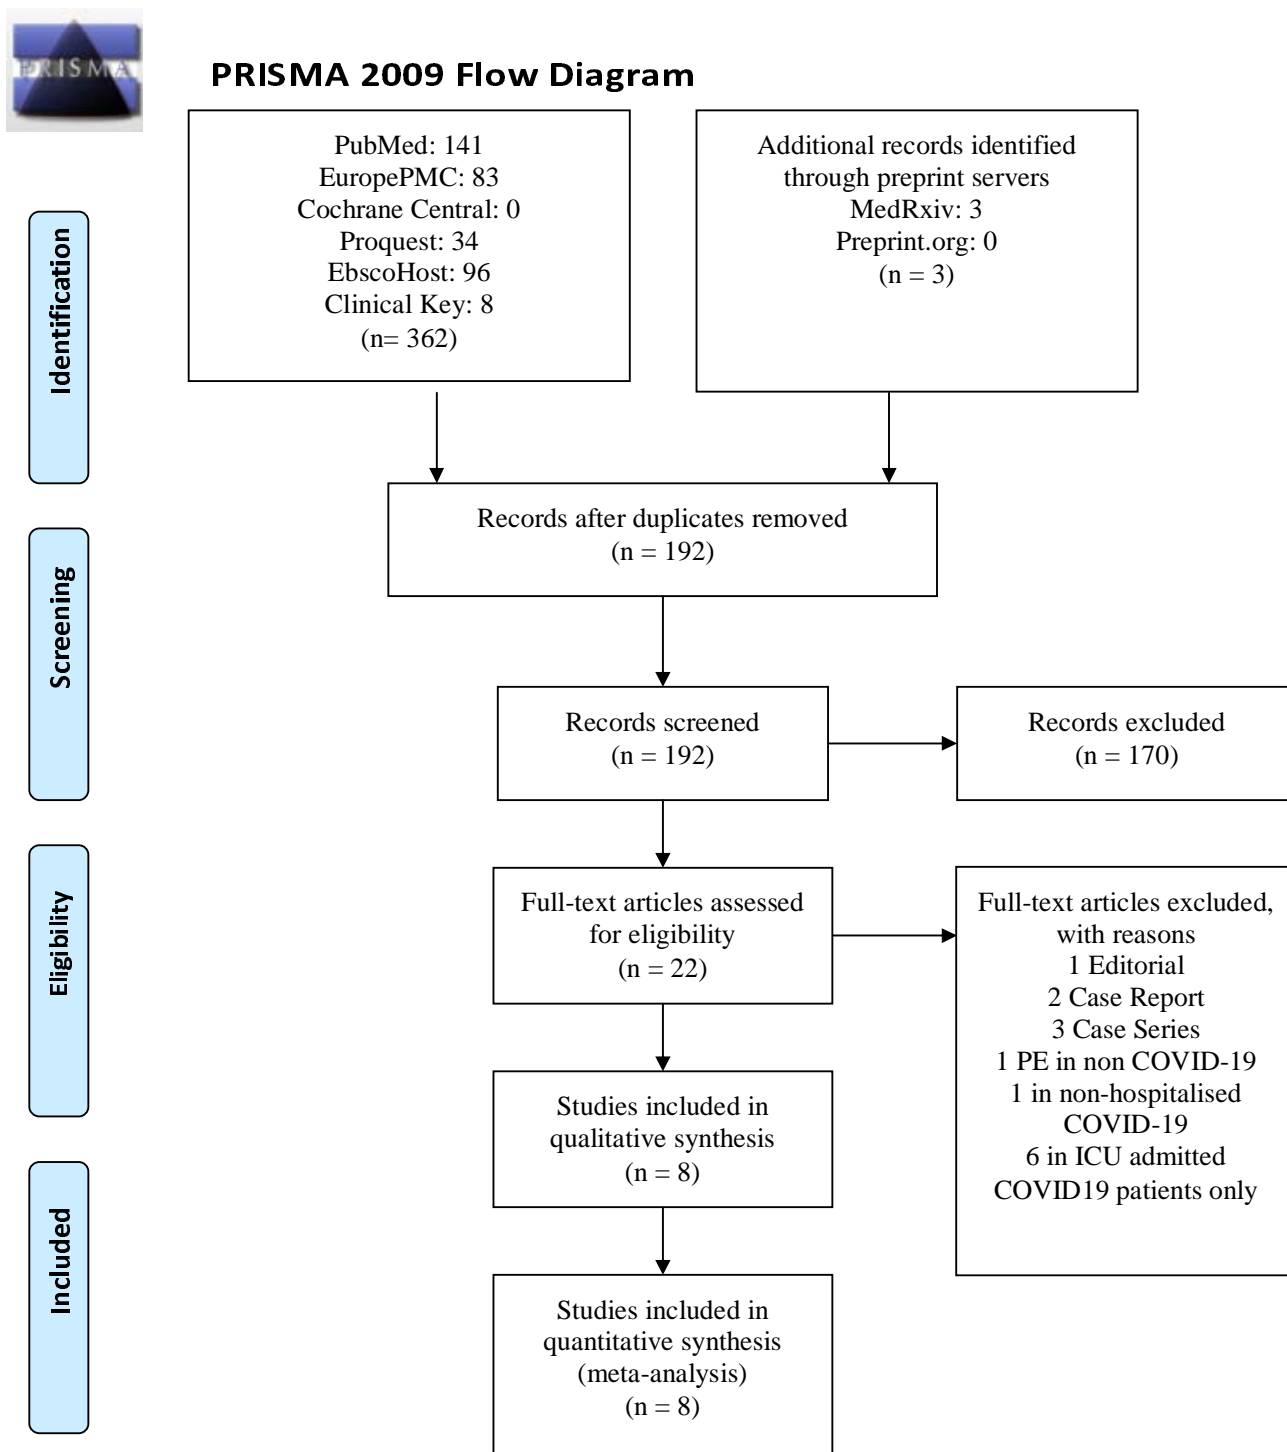 PRISMA
PRISMA 2009 Flow Diagram
PubMed: 141
EuropePMC: 83
Cochrane Central: 0
Proquest: 34
EbscoHost: 96
Clinical Key: 8
(n= 362)
Additional records identified
through preprint servers
MedRxiv: 3
Preprint.org: 0
(n = 3)
Identification
Records after duplicates removed
(n = 192)
Screening
Records screened
(n = 192)
Records excluded
(n = 170)
Eligibility
Full-text articles assessed
for eligibility
(n = 22)
Full-text articles excluded,
with reasons
1 Editorial
2 Case Report
3 Case Series
1 PE in non COVID-19
1 in non-hospitalised
COVID-19
6 in ICU admitted
COVID19 patients only
Studies included in
qualitative synthesis
(n = 8)
Included
Studies included in
quantitative synthesis
(meta-analysis)
(n = 8)